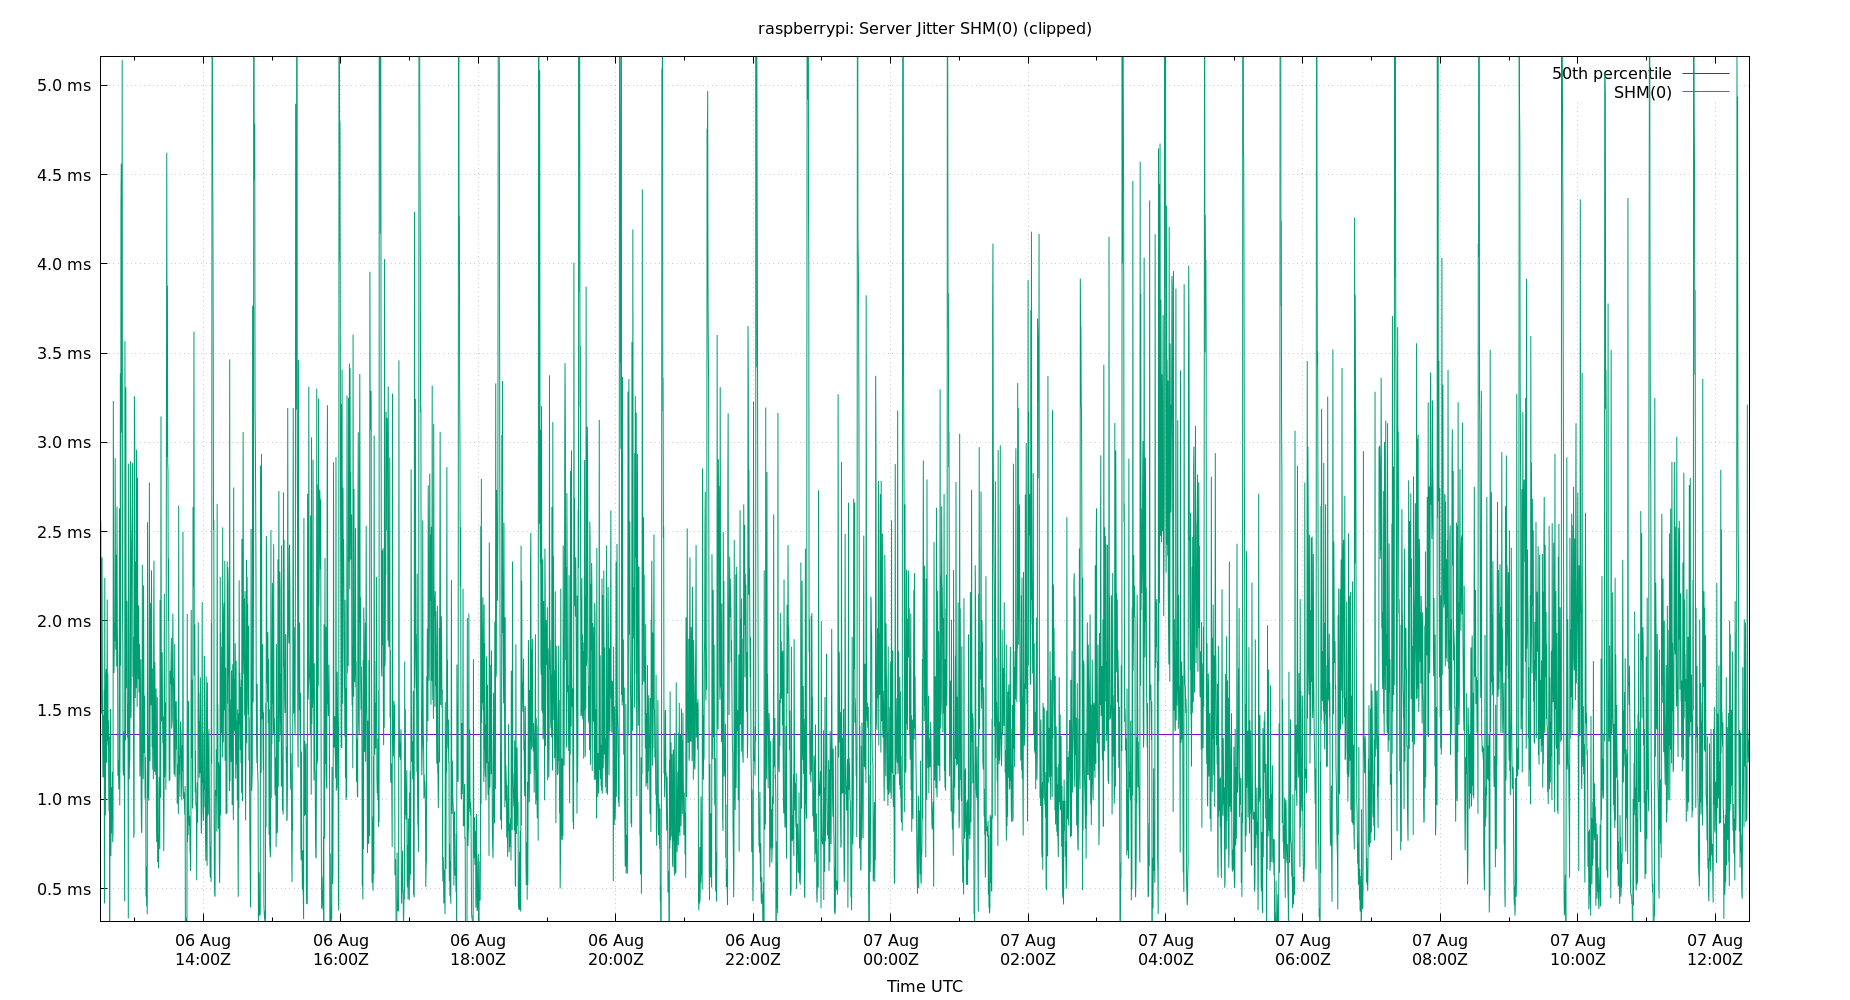 raspberrypi: Server Jitter SHM(0) (clipped)
50th percentile
SHM(0)
5.0 ms
4.5 ms
4.0 ms
3.5 ms
3.0 ms
2.5 ms
2.0 ms
1.5 ms
1.0 ms
0.5 ms
06 Aug 06 Aug 06 Aug 06 Aug 06 Aug 07 Aug 07 Aug 07 Aug 07 Aug 07 Aug 07 Aug 07 Aug
14:00Z 16:00Z 18:00Z 20:00Z 22:00Z 00:00Z 02:00Z 04:00Z 06:00Z 08:00Z 10:00Z 12:00Z
Time UTC